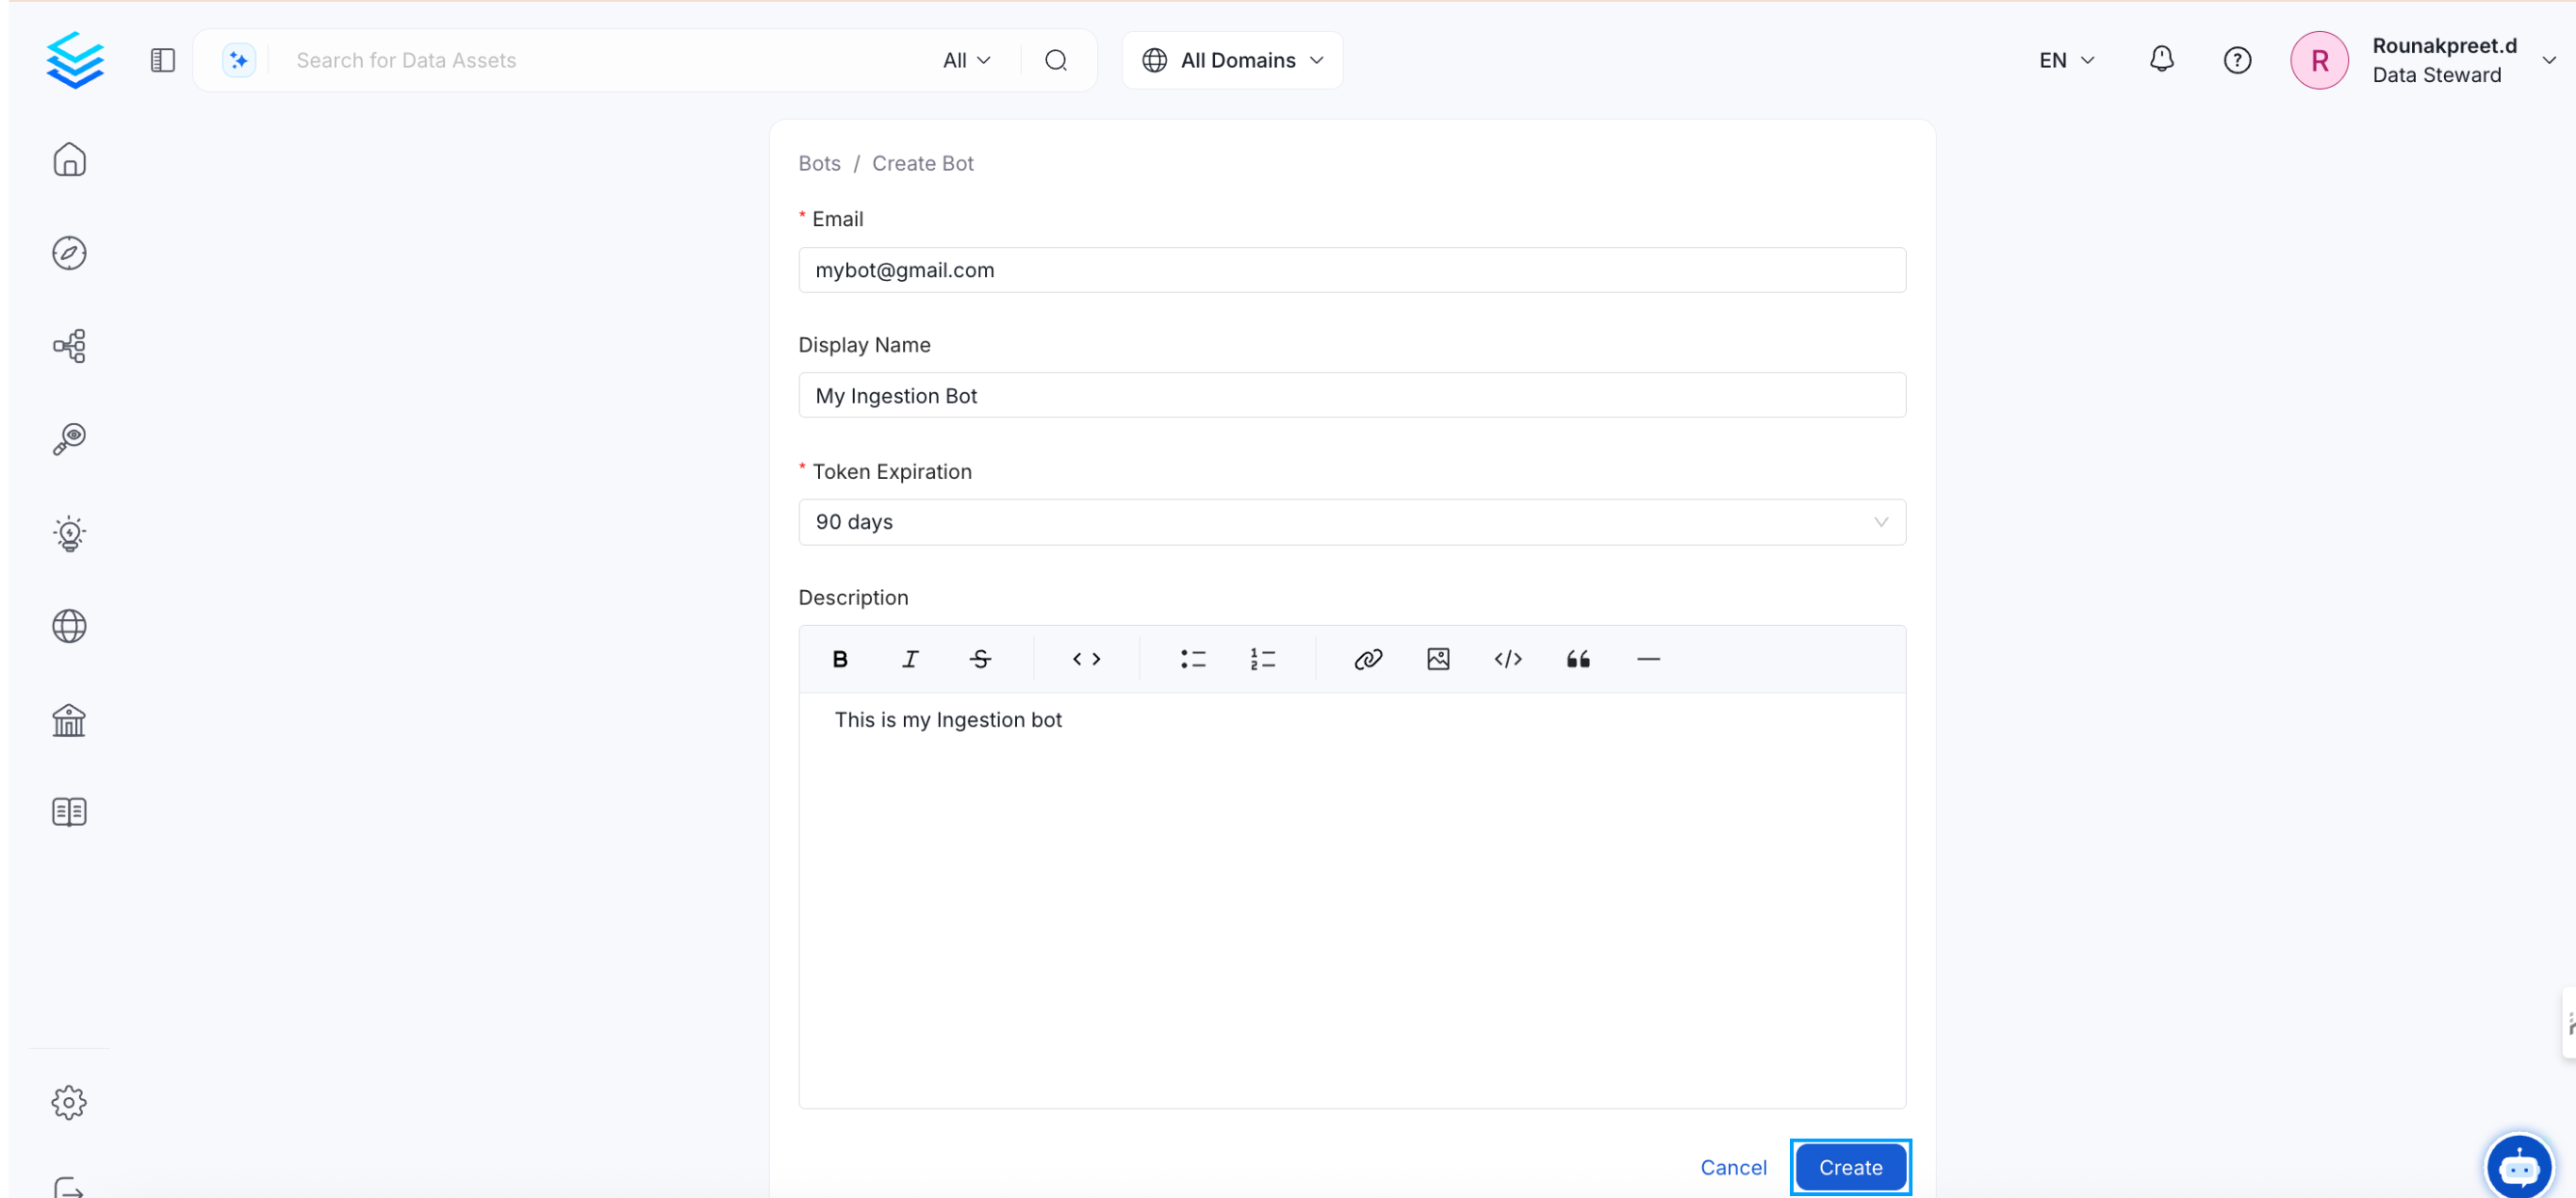 Search for Data Assets
All
All Domains
EN
R
Rounakpreet.d
Data Steward
Bots / Create Bot
* Email
mybot@gmail.com
Display Name
My Ingestion Bot
* Token Expiration
90 days
Description
This is my Ingestion bot
Cancel
Create